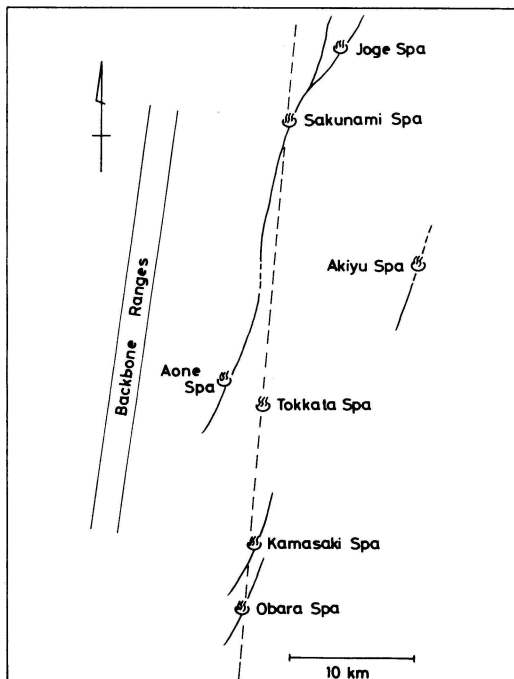 Joge Spa
Sakunami Spa
Akiyu Spa
Backbone Ranges
Aone
Spa
Tokkata Spa
Kamasaki Spa
Obara Spa
10 km